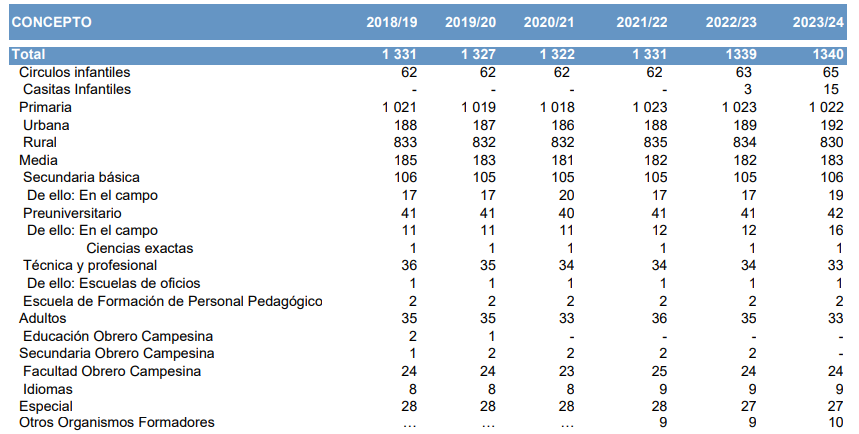 CONCEPTO 2018/19 2019/20 2020/21 2021/22 2022/23 2023/24
Total 1 331 1 327 1 322 1 331 1339 1340
Circulos infantiles 62 62 62 62 63 65
Casitas Infantiles - - - - 3 15
Primaria 1 021 1 019 1 018 1 023 1 023 1 022
Urbana 188 187 186 188 189 192
Rural 833 832 832 835 834 830
Media 185 183 181 182 182 183
Secundaria básica 106 105 105 105 105 106
De ello: En el campo 17 17 20 17 17 19
Preuniversitario 41 41 40 41 41 42
De ello: En el campo 11 11 11 12 12 16
Ciencias exactas 1 1 1 1 1 1
Técnica y profesional 36 35 34 34 34 33
De ello: Escuelas de oficios 1 1 1 1 1 1
Escuela de Formación de Personal Pedagógico 2 2 2 2 2 2
Adultos 35 35 33 36 35 33
Educación Obrero Campesina 2 1 - - - -
Secundaria Obrero Campesina 1 2 2 2 2 -
Facultad Obrero Campesina 24 24 23 25 24 24
Idiomas 8 8 8 9 9 9
Especial 28 28 28 28 27 27
Otros Organismos Formadores ... ... ... 9 9 10